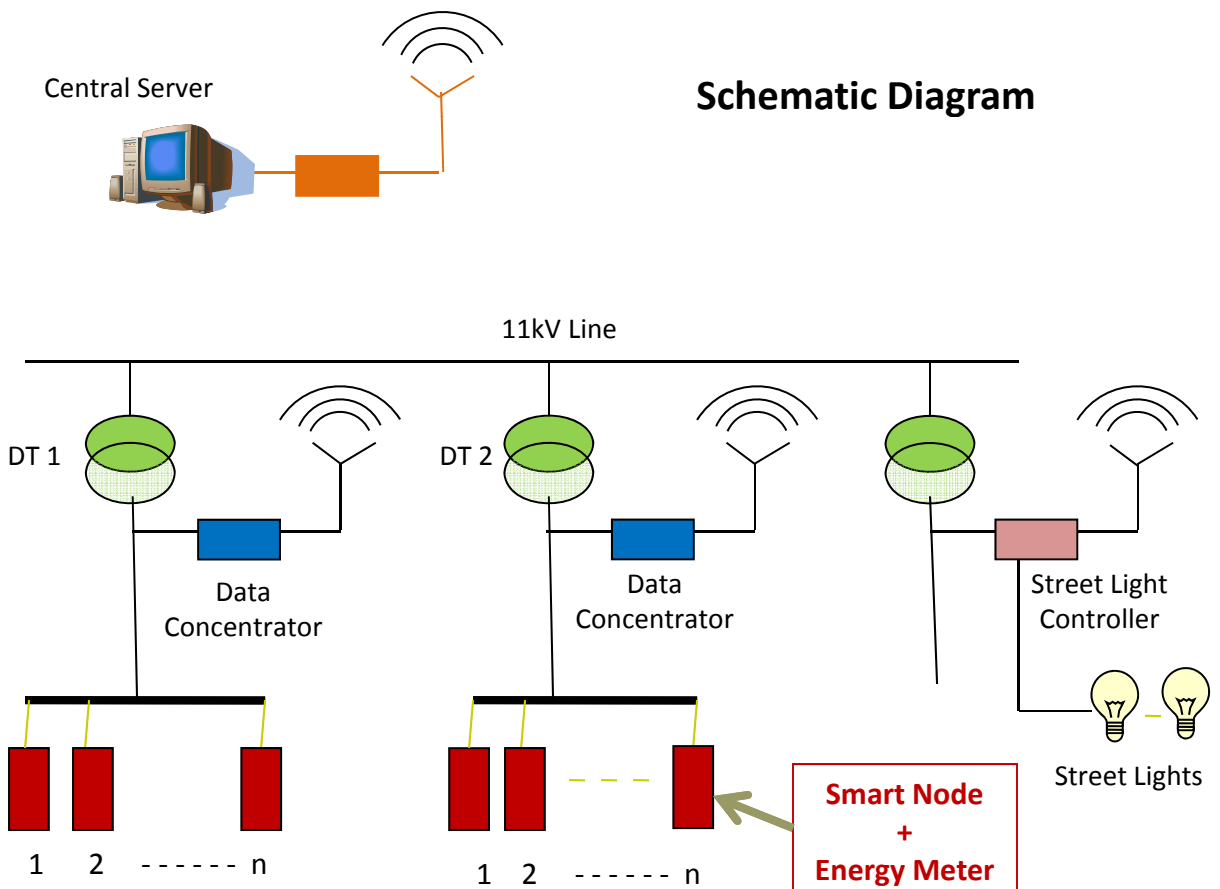 Central Server
Schematic Diagram
11kV Line
DT 1
DT 2
Data
Concentrator
Data
Concentrator
Street Light
Controller
Street Lights
Smart Node
+
Energy Meter
1 2 - - - - - - n
1 2 - - - - - - n